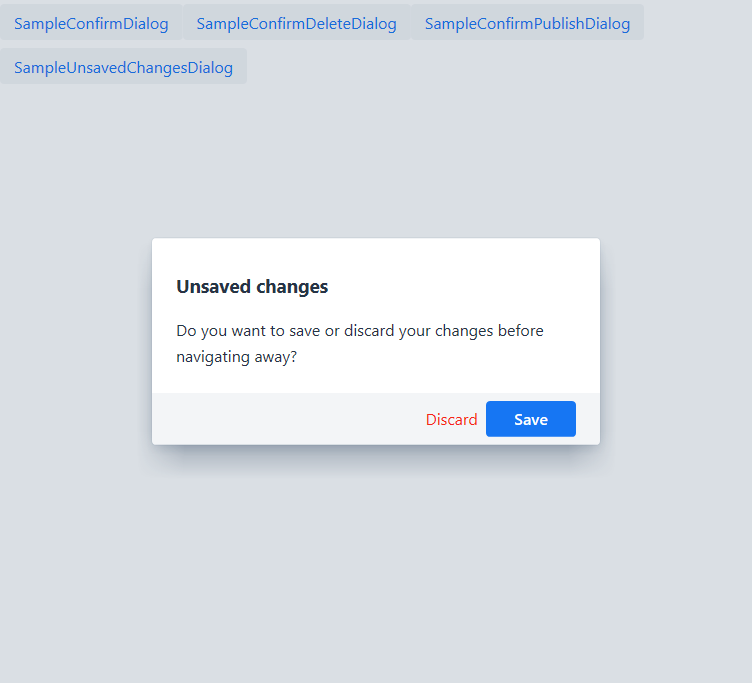 SampleConfirmDialog SampleConfirmDeleteDialog SampleConfirmPublishDialog
SampleUnsavedChangesDialog
Unsaved changes
Do you want to save or discard your changes before
navigating away?
Discard Save